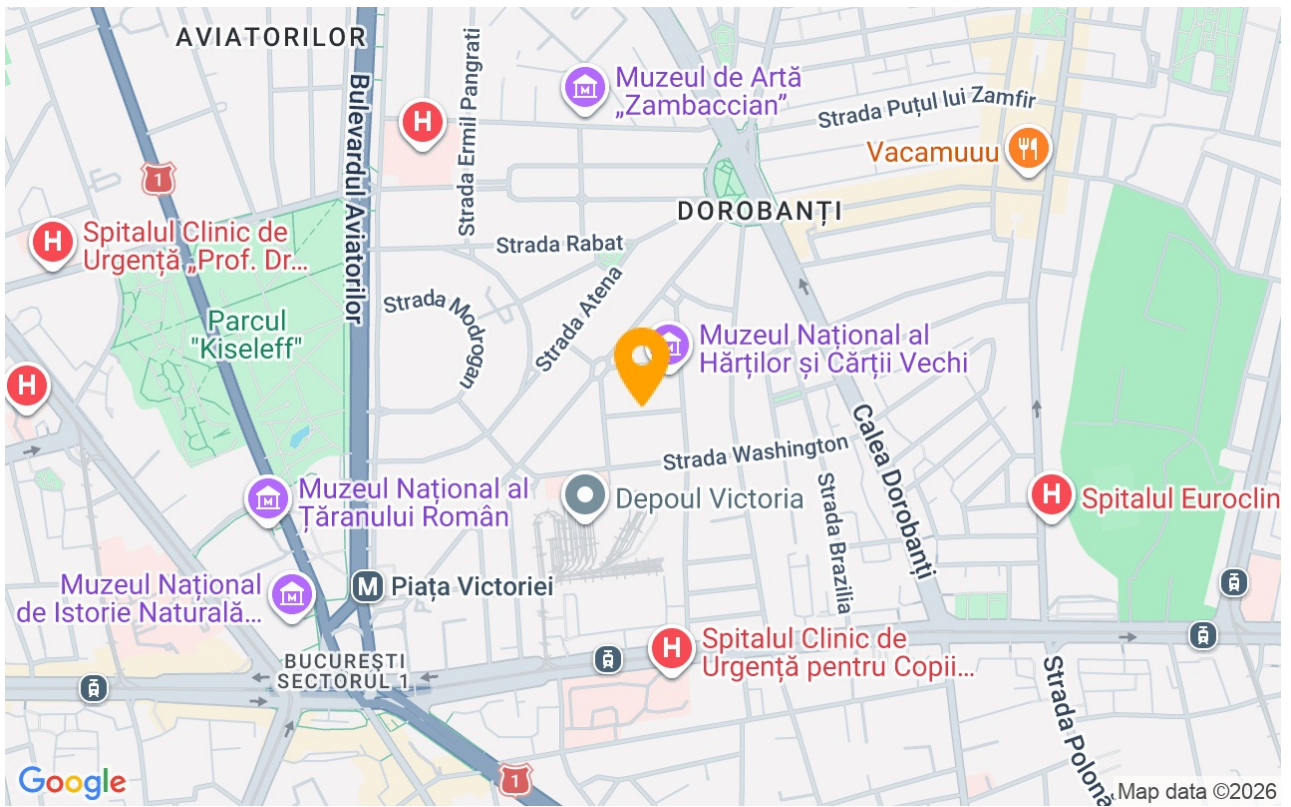 AVIATORILOR
Bulevardul Aviatorilor
Strada Ermil Pangrati
Muzeul de Artă
„Zambaccian”
Strada Puțul lui Zamfir
Vacamuuu
H
1
DOROBANȚI
H
Spitalul Clinic de
Urgență „Prof. Dr...
Strada Rabat
Strada Atena
Strada Modrogan
Parcul
"Kiseleff"
Muzeul Național al
Hărților și Cărții Vechi
H
Calea Dorobanți
Strada Washington
Strada Brazilia
Muzeul Național al
Țăranului Român
Depoul Victoria
H
Spitalul Euroclin
Muzeul Național
de Istorie Naturală...
M
Piața Victoriei
H
Spitalul Clinic de
Urgență pentru Copii...
BUCUREȘTI
SECTORUL 1
Strada Polonă
1
Google
Map data ©2026